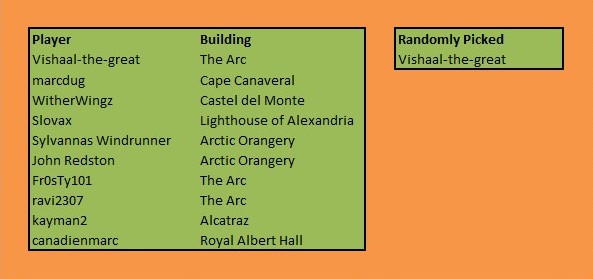 Player Building
Vishaal-the-great The Arc
marcdug Cape Canaveral
WitherWingz Castel del Monte
Slovax Lighthouse of Alexandria
Sylvannas Windrunner Arctic Orangery
John Redston Arctic Orangery
Fr0sTy101 The Arc
ravi2307 The Arc
kayman2 Alcatraz
canadienmarc Royal Albert Hall
Randomly Picked
Vishaal-the-great